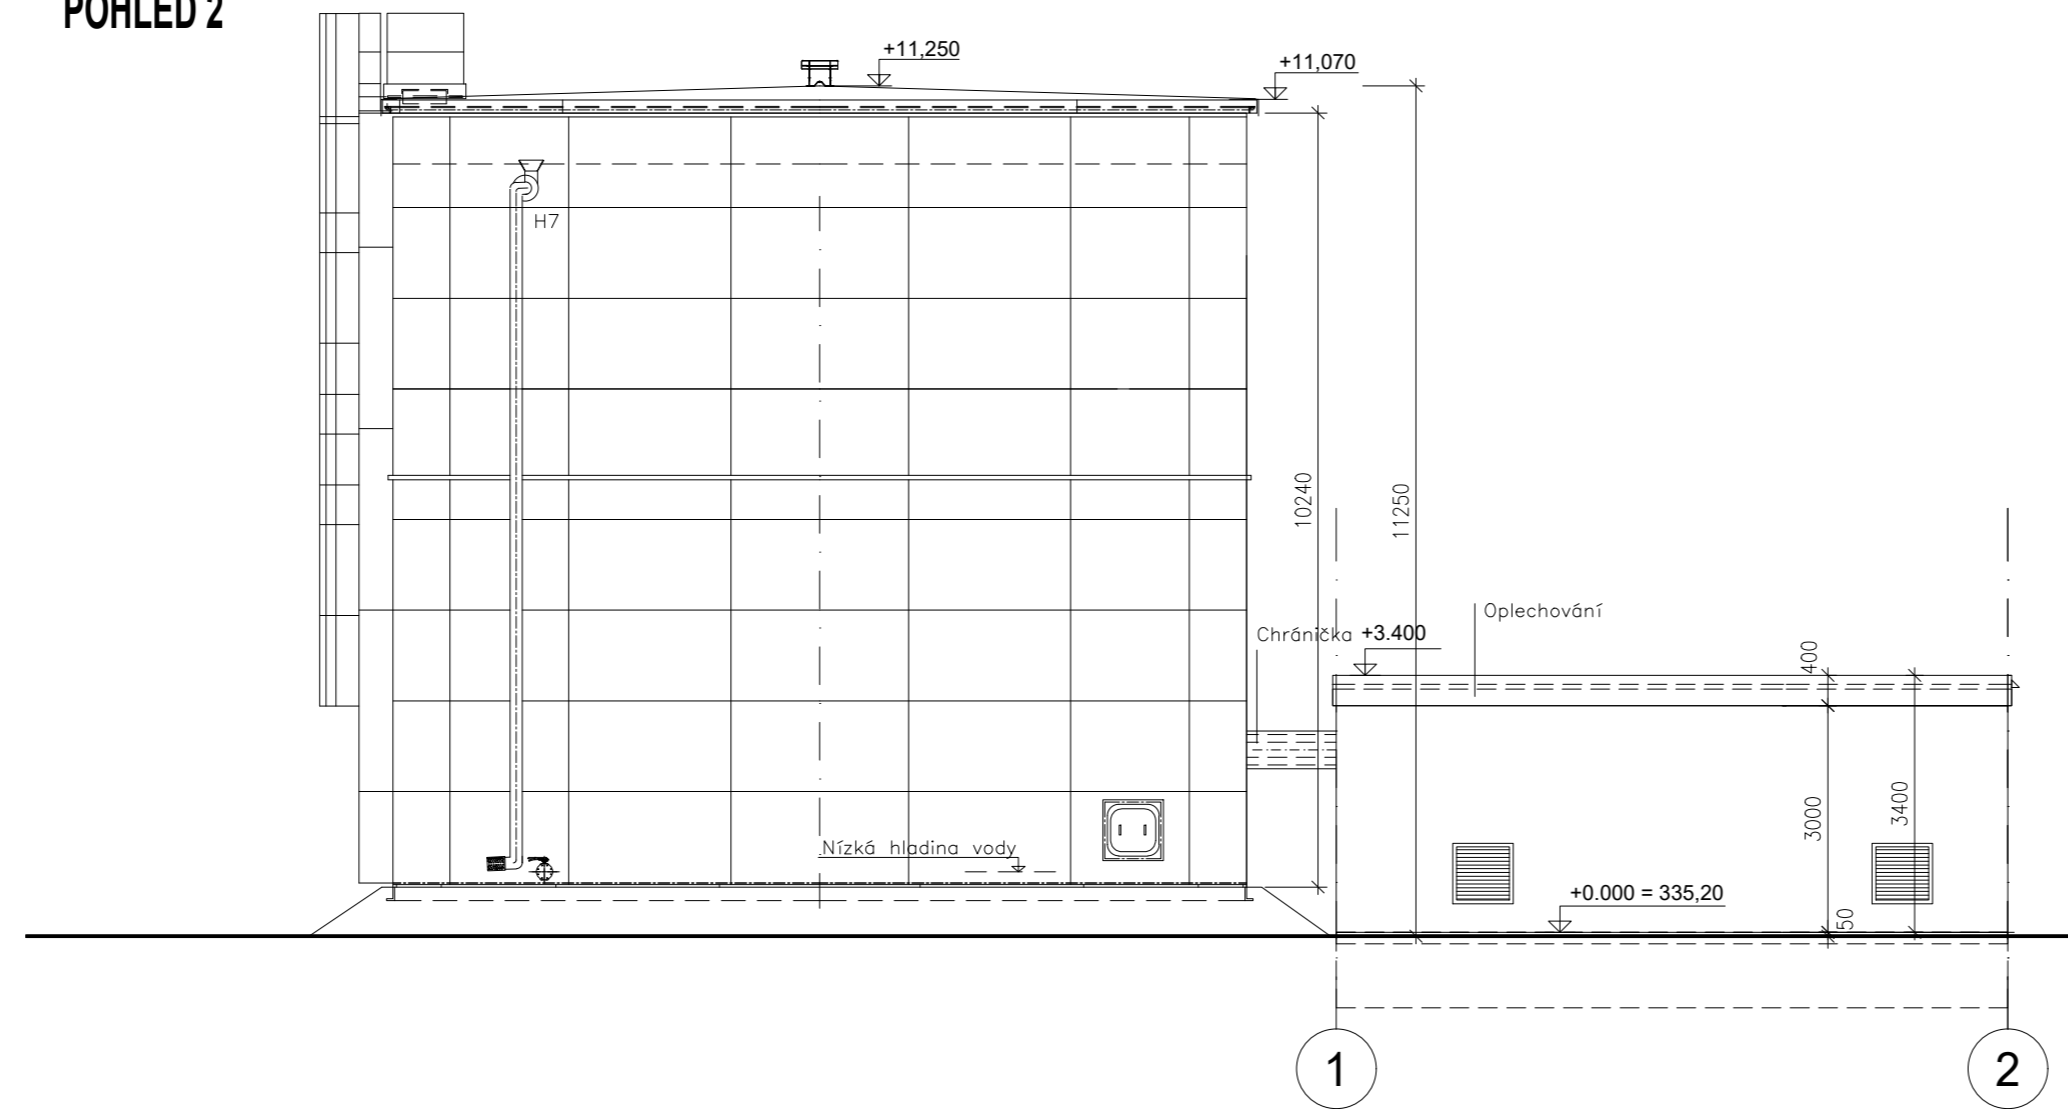 POHLED 2
+11,250
+11,070
H7
10240
11250
Oplechování
Chránička +3.400
400
3000
3400
Nízká hladina vody
+0.000 = 335,20
50
1
2